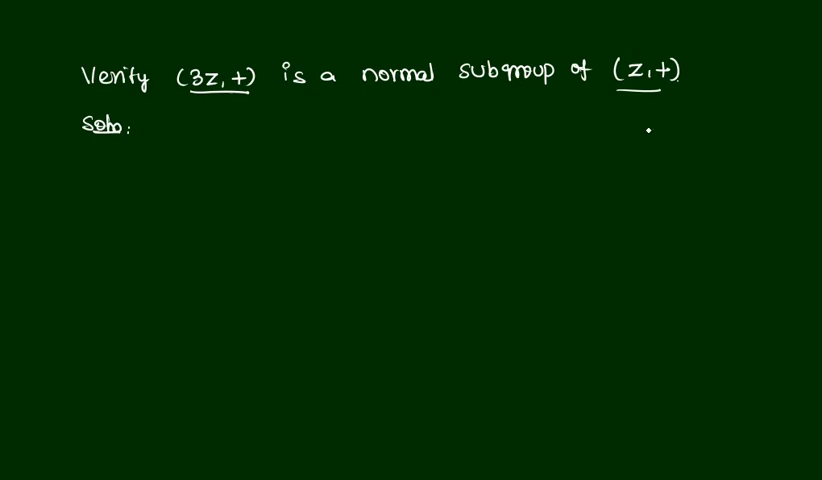 Verify (3z, +) is a normal subgroup of (z, +)
Soln: